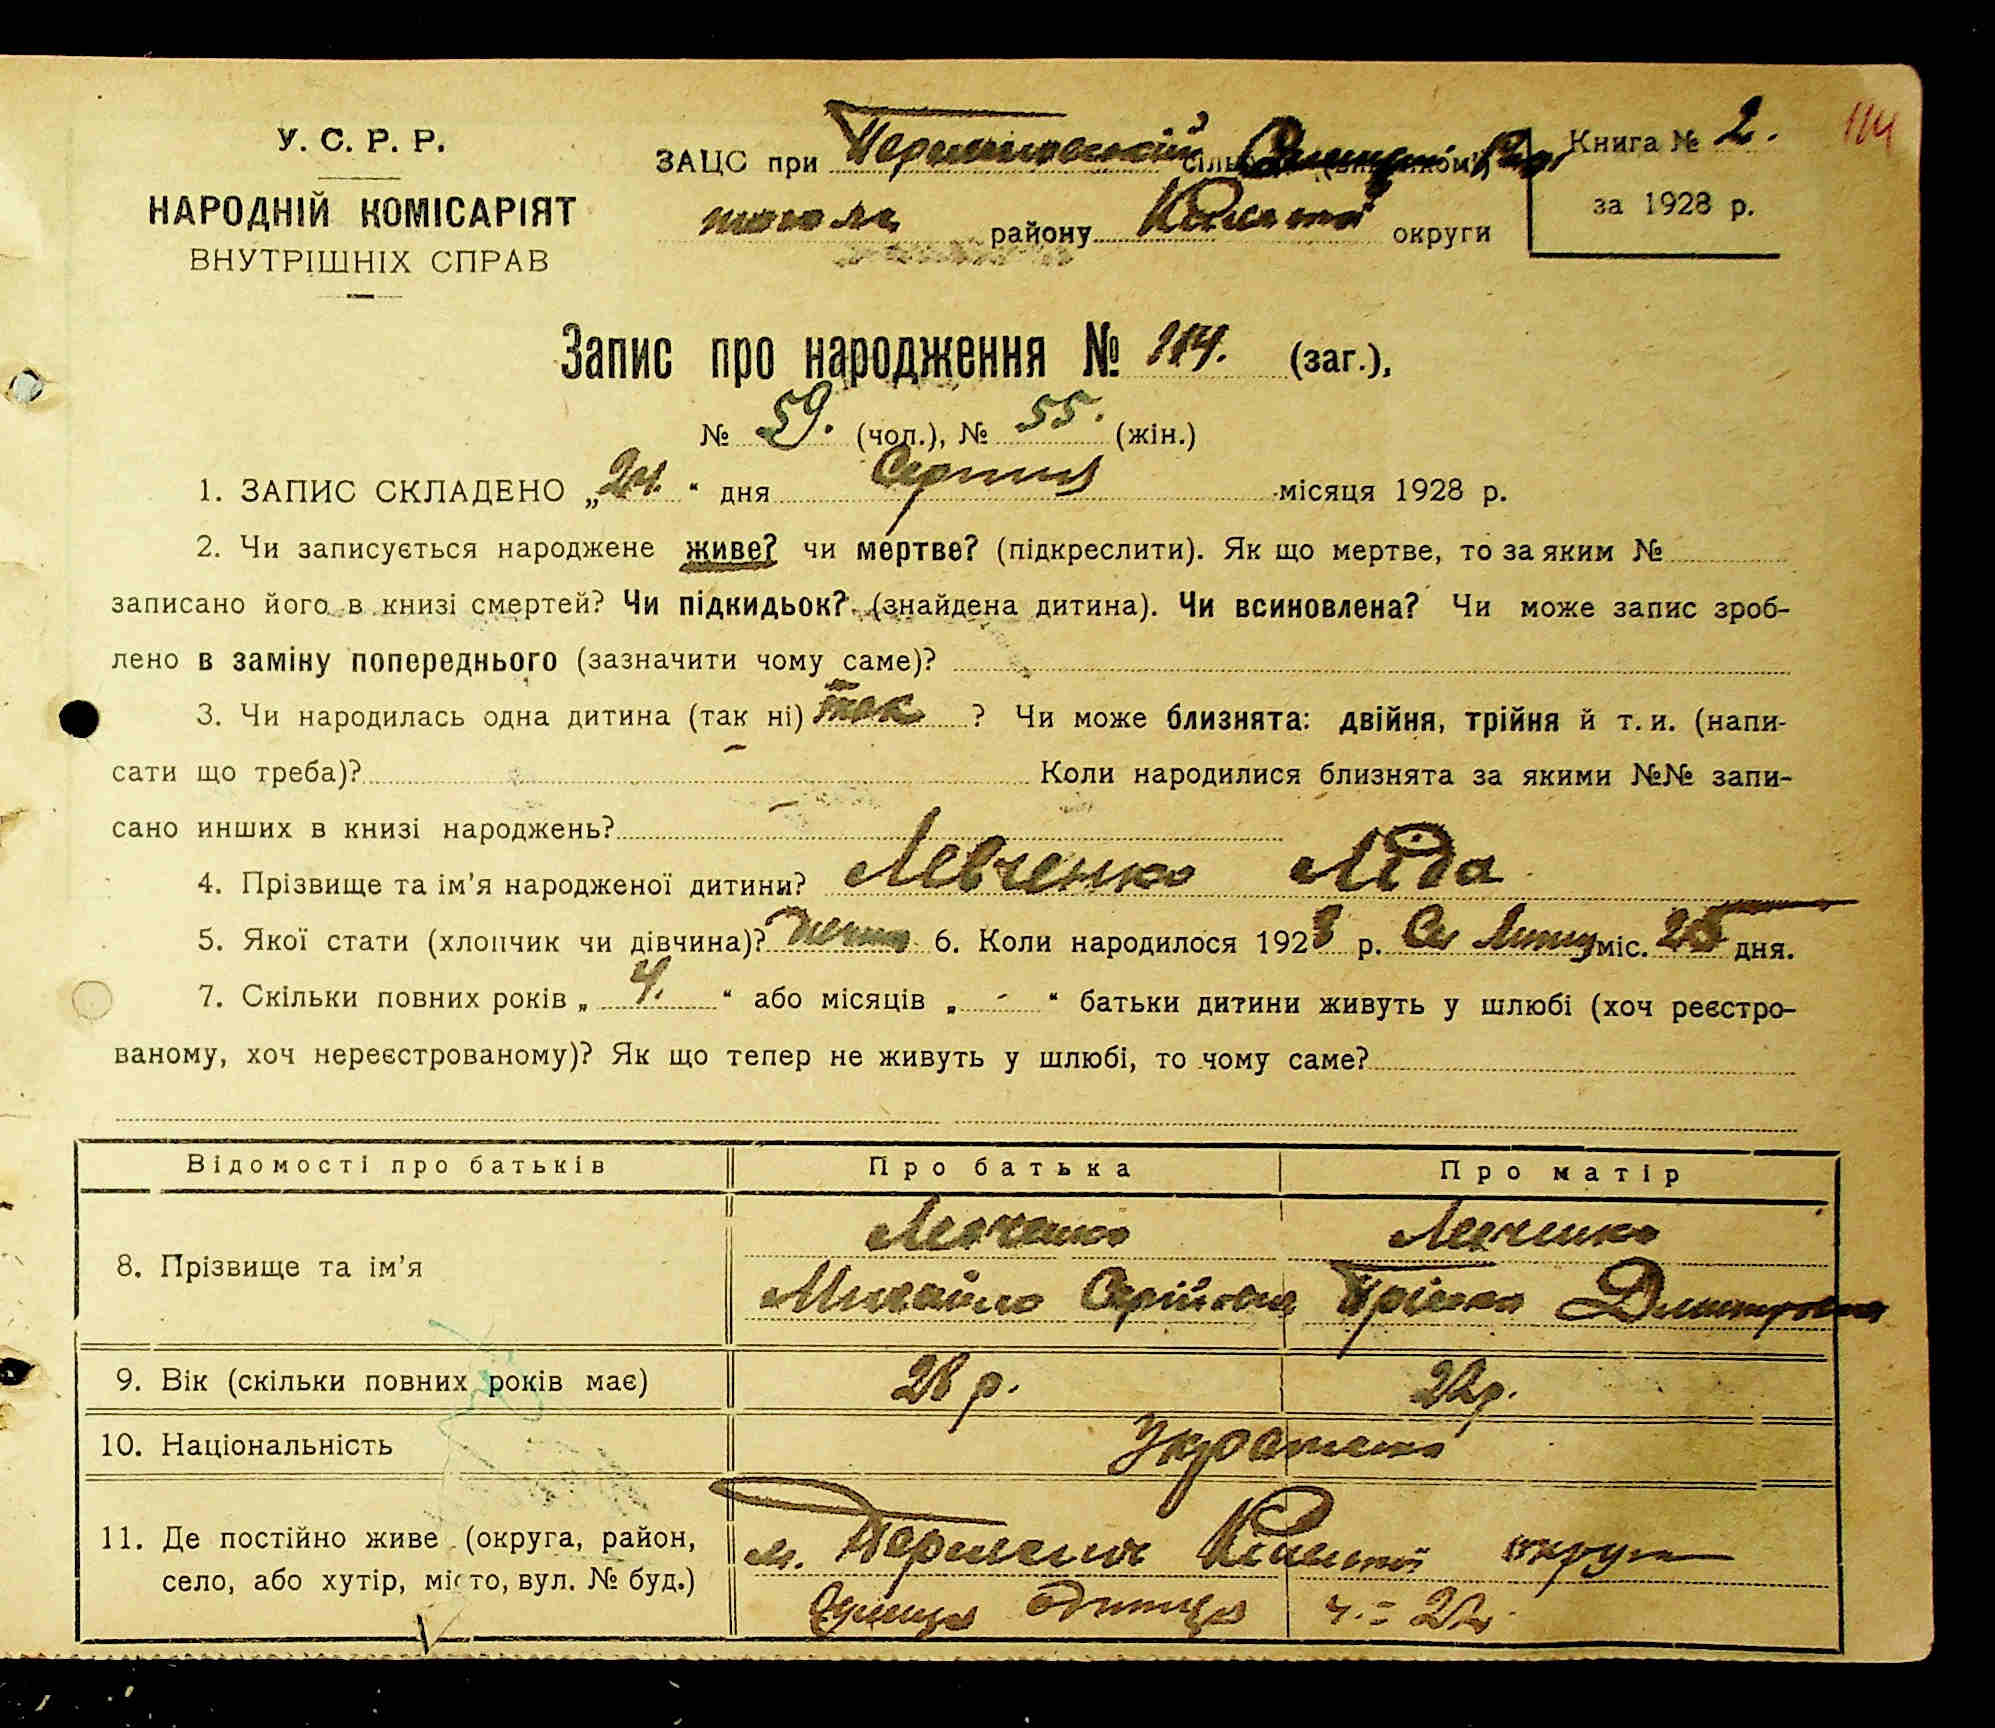 У. С. Р. Р.
НАРОДНІЙ КОМІСАРІЯТ
ВНУТРІШНІХ СПРАВ
ЗАЦС при
району округи
Книга № 2.
за 1928 р.
114
Запис про народження № 114. (заг.),
№ 59. (чол.), № 55. (жін.)
1. ЗАПИС СКЛАДЕНО „24.“ дня Серпня місяця 1928 р.
2. Чи записується народжене живе? чи мертве? (підкреслити). Як що мертве, то за яким №
записано його в книзі смертей? Чи підкидьок? (знайдена дитина). Чи всиновлена? Чи може запис зроб-
лено в заміну попереднього (зазначити чому саме)?
3. Чи народилась одна дитина (так ні) так ? Чи може близнята: двійня, трійня й т. и. (напи-
сати що треба)? - Коли народилися близнята за якими №№ запи-
сано инших в книзі народжень? -
4. Прізвище та ім’я народженої дитини? Левченко Ліда
5. Якої стати (хлопчик чи дівчина)? 6. Коли народилося 1928 р. міс. дня.
7. Скільки повних років „ 4. “ або місяців „ - “ батьки дитини живуть у шлюбі (хоч реєстро-
ваному, хоч нереєстрованому)? Як що тепер не живуть у шлюбі, то чому саме?
Відомості про батьків Про батька Про матір
8. Прізвище та ім’я
Левченко Левченко
Михайло Дмитровна
9. Вік (скільки повних років має) 28 р. 22 р.
10. Національність
11. Де постійно живе (округа, район,
село, або хутір, місто, вул. № буд.)
м. округа
22